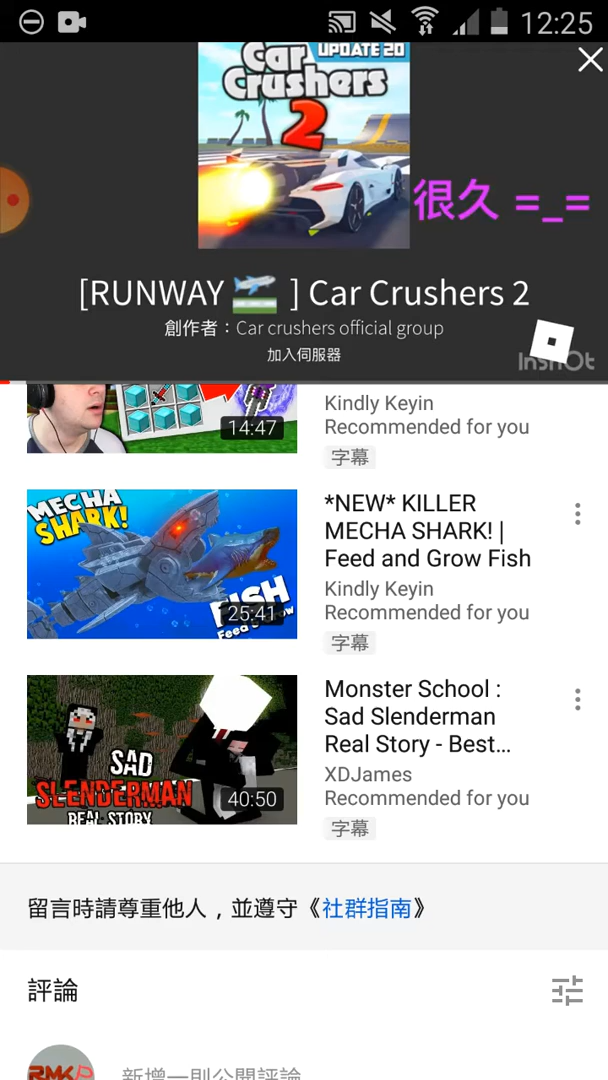 12:25
Car
UPDATE 20
Crushers
2
很久 =_=
[RUNWAY ] Car Crushers 2
創作者：Car crushers official group
加入伺服器
InShOt
14:47
Kindly Keyin
Recommended for you
字幕
MECHA
SHARK!
FISH
Feed and Grow
25:41
*NEW* KILLER
MECHA SHARK! |
Feed and Grow Fish
Kindly Keyin
Recommended for you
字幕
SAD
SLENDERMAN
REAL STORY
40:50
Monster School :
Sad Slenderman
Real Story - Best...
XDJames
Recommended for you
字幕
留言時請尊重他人，並遵守《社群指南》
評論
RMK
新增一則公開評論